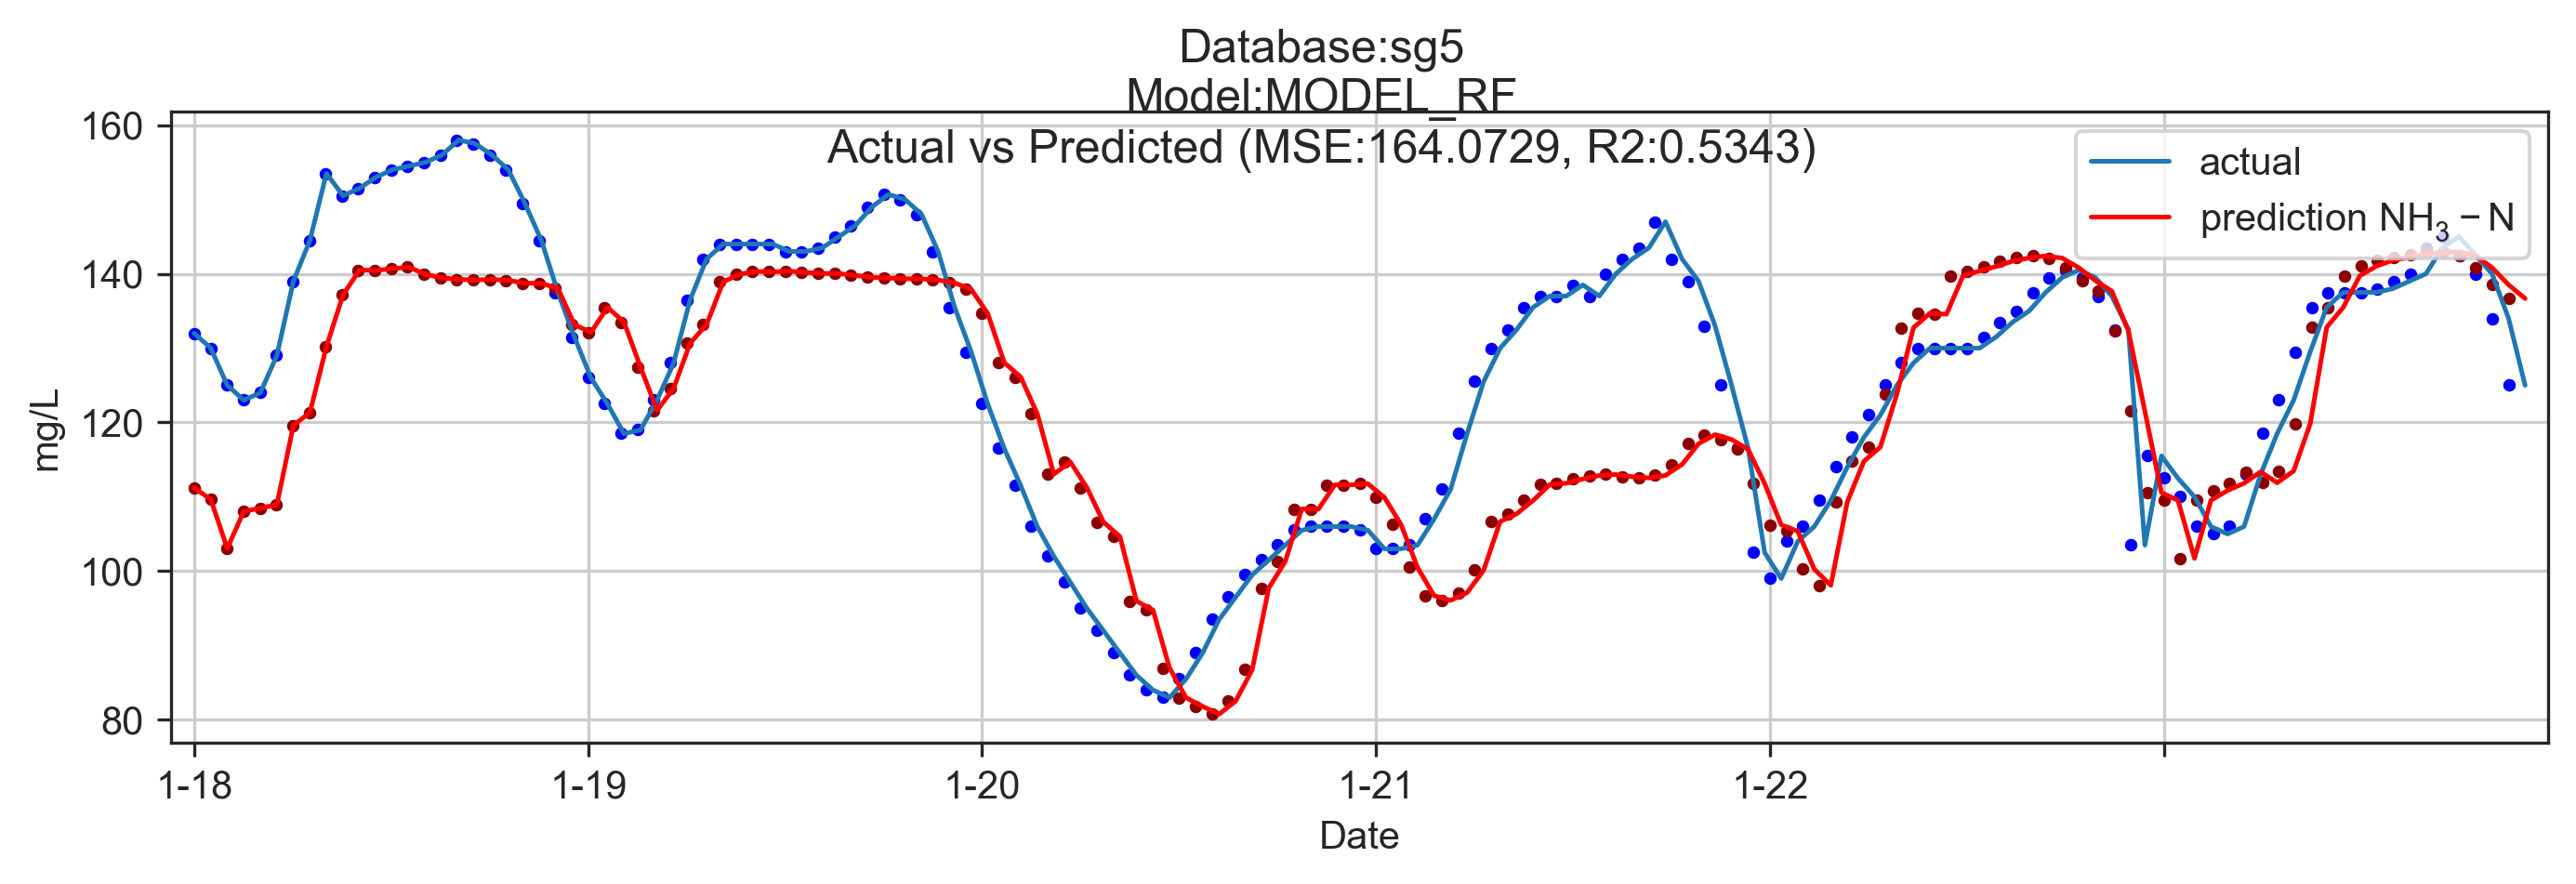 Database:sg5
Model:MODEL_RF
Actual vs Predicted (MSE:164.0729, R2:0.5343)
160
140
120
100
80
mg/L
actual
prediction NH₃ − N
1-18
1-19
1-20
1-21
1-22
Date